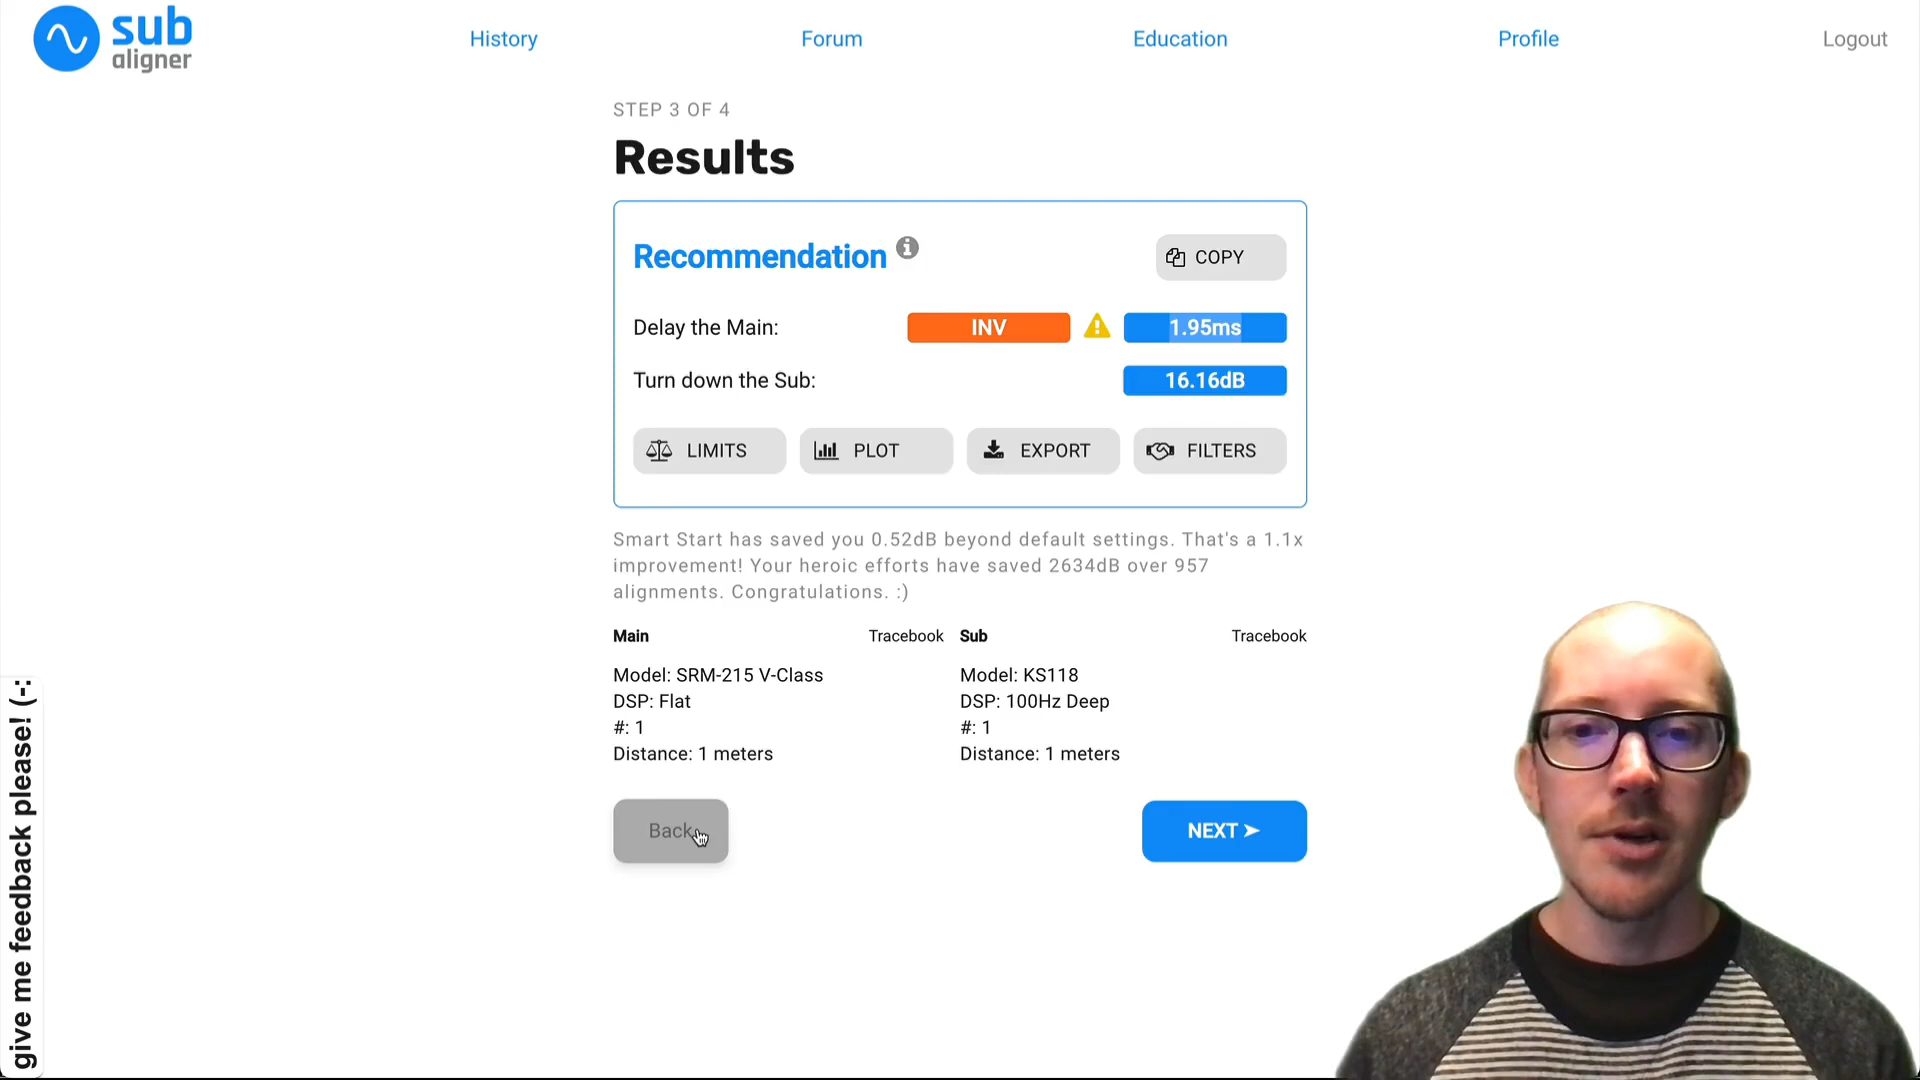 sub
aligner
History
Forum
Education
Profile
Logout
STEP 3 OF 4
Results
Recommendation
COPY
Delay the Main:
INV
1.95ms
Turn down the Sub:
16.16dB
LIMITS
PLOT
EXPORT
FILTERS
Smart Start has saved you 0.52dB beyond default settings. That's a 1.1x
improvement! Your heroic efforts have saved 2634dB over 957
alignments. Congratulations. :)
Main
Tracebook
Model: SRM-215 V-Class
DSP: Flat
#: 1
Distance: 1 meters
Sub
Tracebook
Model: KS118
DSP: 100Hz Deep
#: 1
Distance: 1 meters
Back
NEXT ➤
give me feedback please! (-: